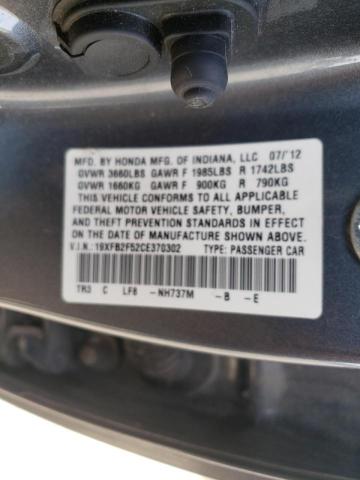 MFD. BY HONDA MFG. OF INDIANA, LLC 07/'12
GVWR 3660LBS GAWR F 1985LBS R 1742LBS
GVWR 1660KG GAWR F 900KG R 790KG
THIS VEHICLE CONFORMS TO ALL APPLICABLE
FEDERAL MOTOR VEHICLE SAFETY, BUMPER,
AND THEFT PREVENTION STANDARDS IN EFFECT
ON THE DATE OF MANUFACTURE SHOWN ABOVE.
V.I.N.: 19XFB2F52CE370302 TYPE: PASSENGER CAR
TR3 C LF8 -NH737M -B -E